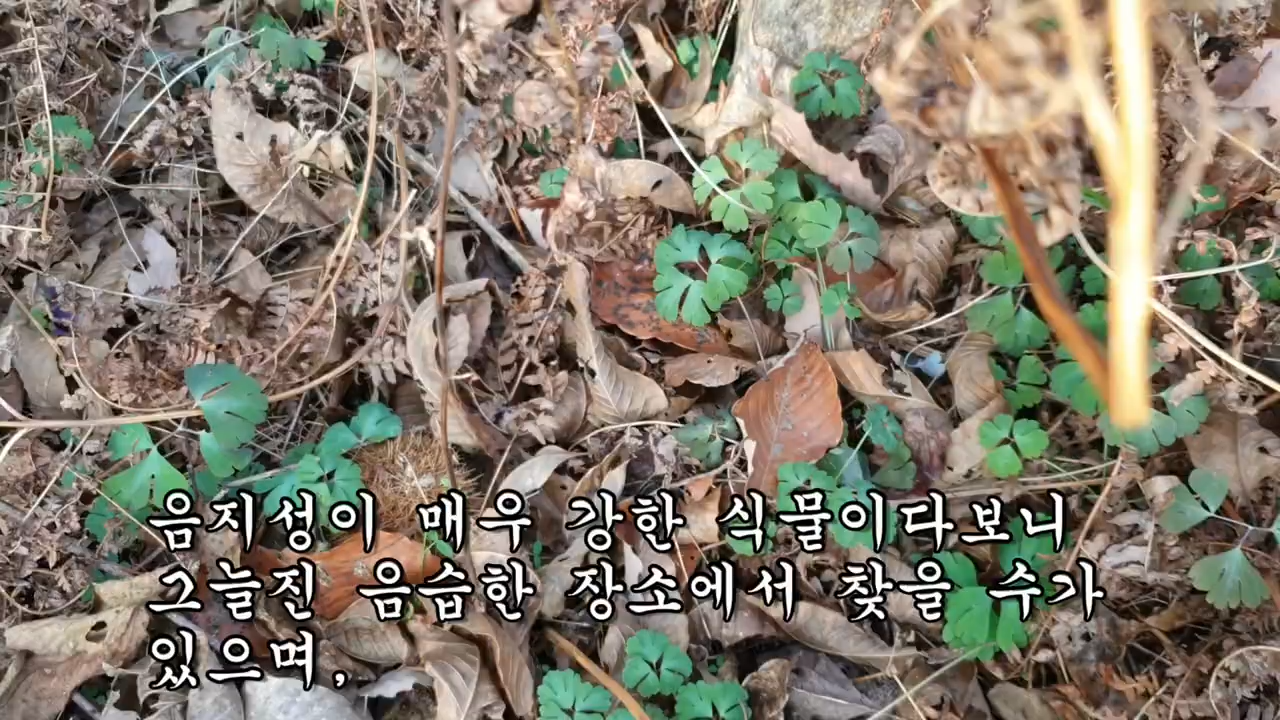 음지성이 매우 강한 식물이다보니
그늘진 음습한 장소에서 찾을 수가
있으며,